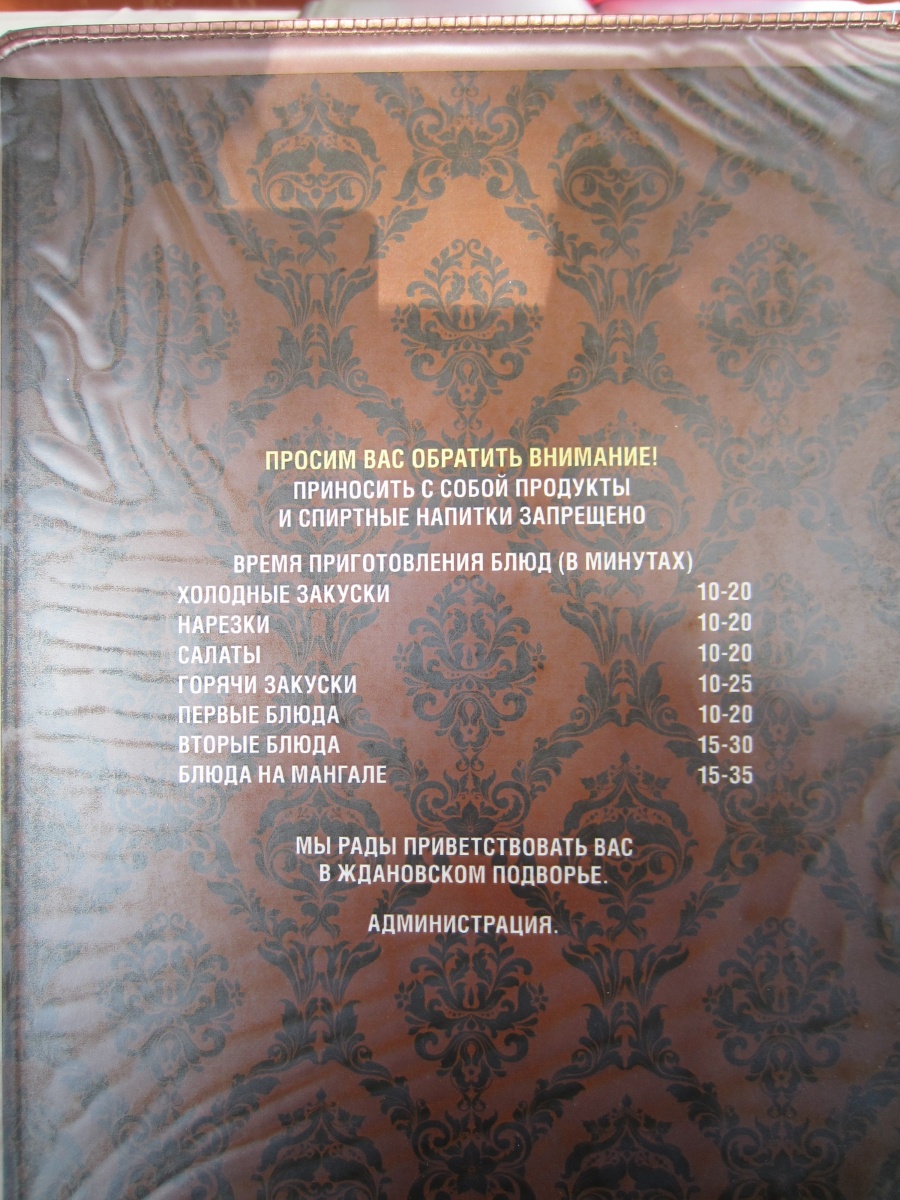 ПРОСИМ ВАС ОБРАТИТЬ ВНИМАНИЕ!
ПРИНОСИТЬ С СОБОЙ ПРОДУКТЫ
И СПИРТНЫЕ НАПИТКИ ЗАПРЕЩЕНО
ВРЕМЯ ПРИГОТОВЛЕНИЯ БЛЮД (В МИНУТАХ)
ХОЛОДНЫЕ ЗАКУСКИ 10-20
НАРЕЗКИ 10-20
САЛАТЫ 10-20
ГОРЯЧИ ЗАКУСКИ 10-25
ПЕРВЫЕ БЛЮДА 10-20
ВТОРЫЕ БЛЮДА 15-30
БЛЮДА НА МАНГАЛЕ 15-35
МЫ РАДЫ ПРИВЕТСТВОВАТЬ ВАС
В ЖДАНОВСКОМ ПОДВОРЬЕ.
АДМИНИСТРАЦИЯ.